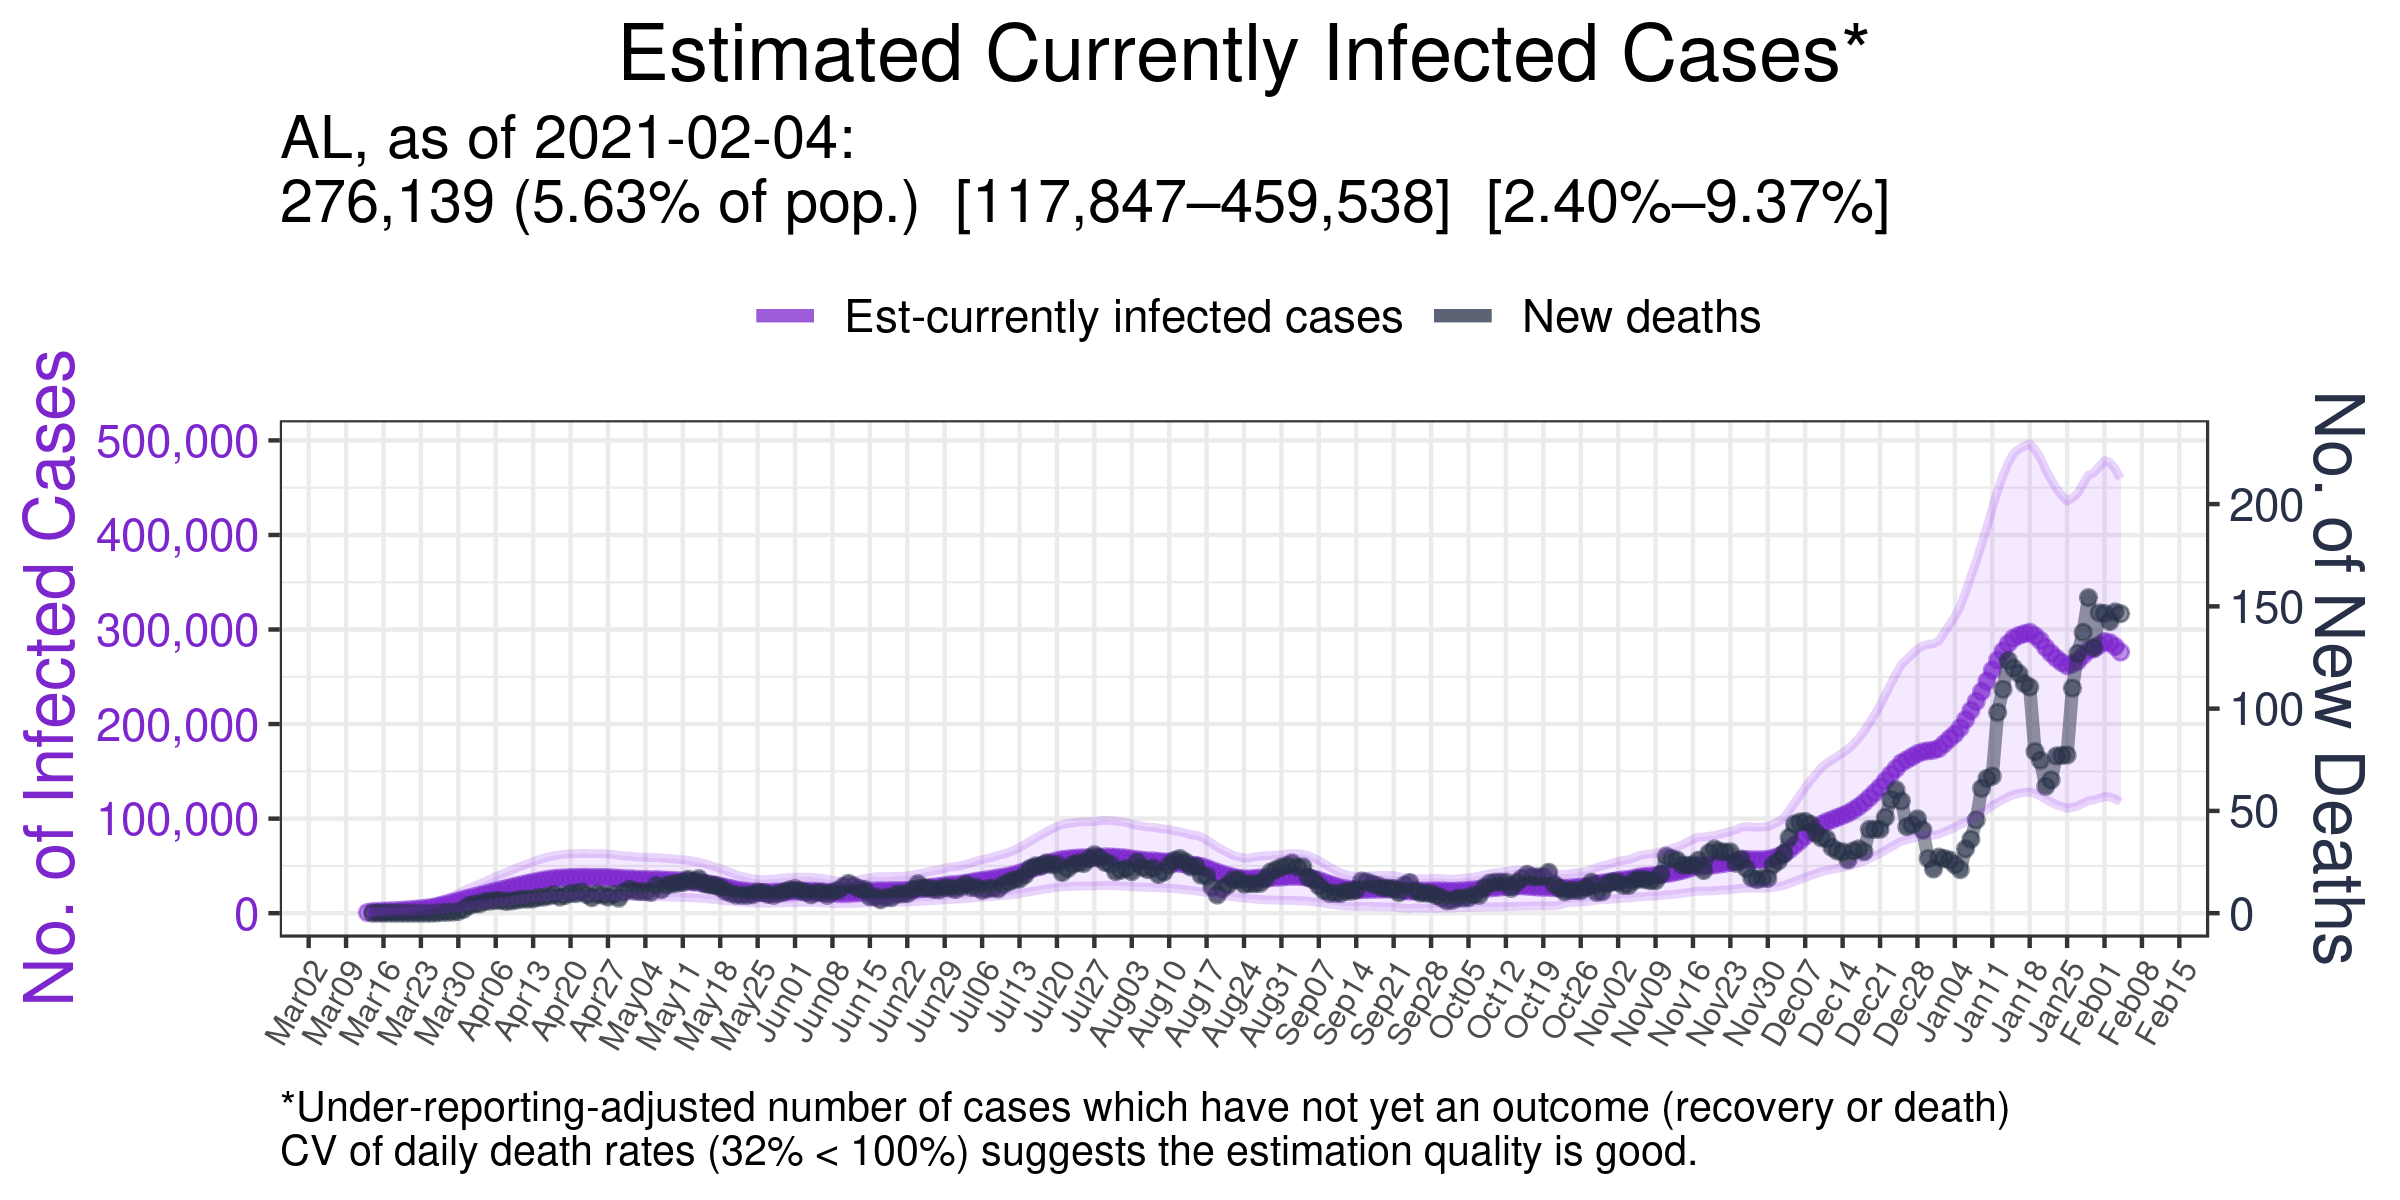 Estimated Currently Infected Cases*
AL, as of 2021-02-04:
276,139 (5.63% of pop.) [117,847–459,538] [2.40%–9.37%]
Est-currently infected cases
New deaths
No. of Infected Cases
500,000
400,000
300,000
200,000
100,000
0
200
150
100
50
0
No. of New Deaths
Mar02
Mar09
Mar16
Mar23
Mar30
Apr06
Apr13
Apr20
Apr27
May04
May11
May18
May25
Jun01
Jun08
Jun15
Jun22
Jun29
Jul06
Jul13
Jul20
Jul27
Aug03
Aug10
Aug17
Aug24
Aug31
Sep07
Sep14
Sep21
Sep28
Oct05
Oct12
Oct19
Oct26
Nov02
Nov09
Nov16
Nov23
Nov30
Dec07
Dec14
Dec21
Dec28
Jan04
Jan11
Jan18
Jan25
Feb01
Feb08
Feb15
*Under-reporting-adjusted number of cases which have not yet an outcome (recovery or death)
CV of daily death rates (32% < 100%) suggests the estimation quality is good.